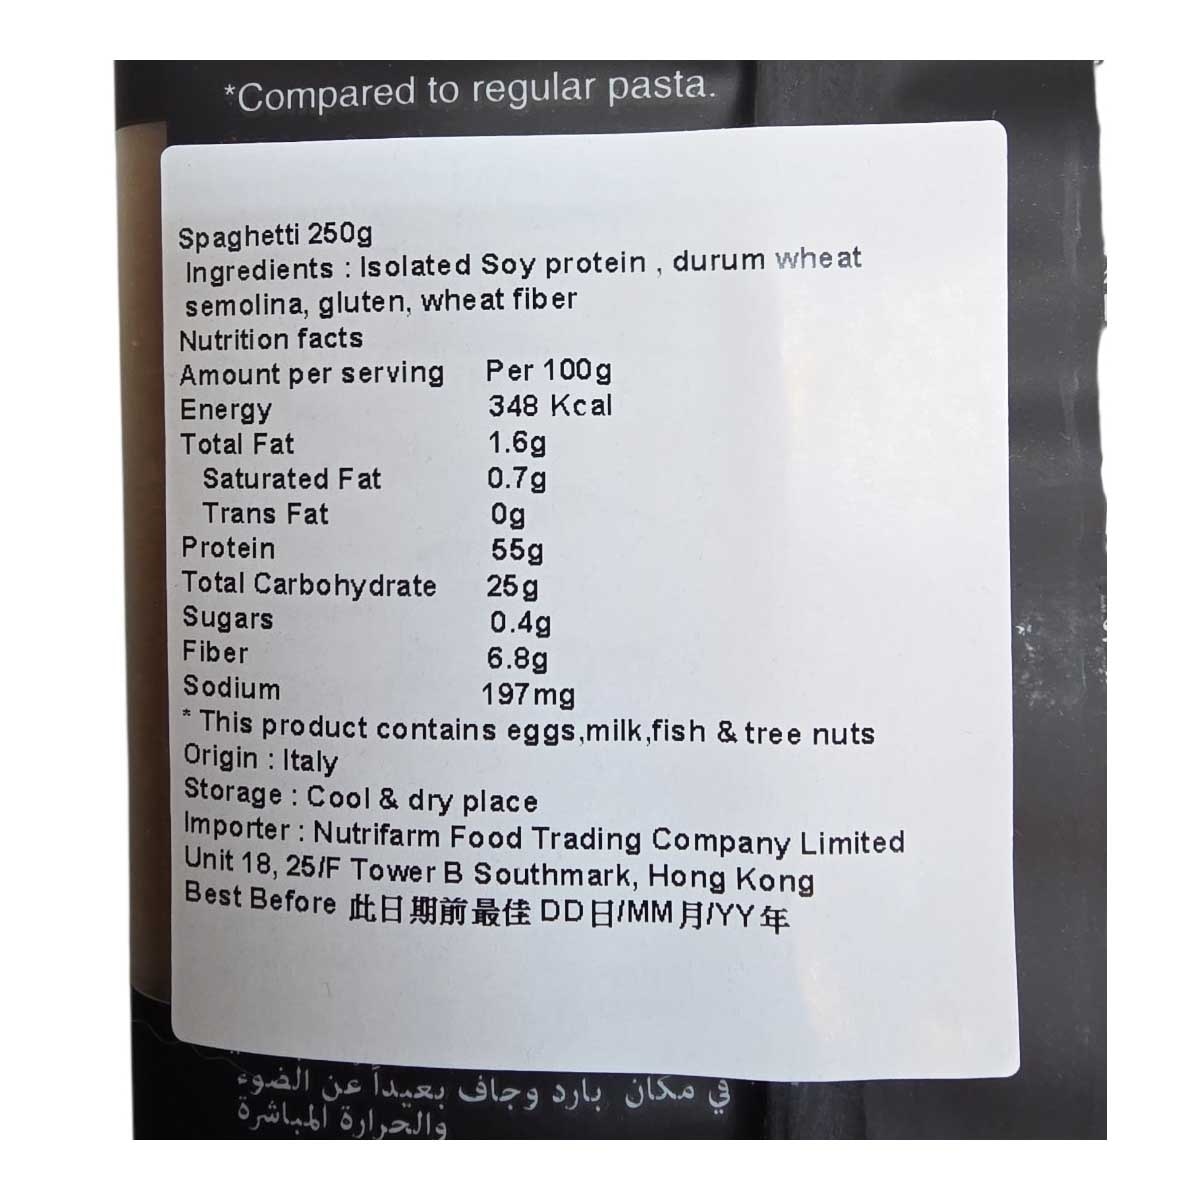 *Compared to regular pasta.
Spaghetti 250g
Ingredients : Isolated Soy protein , durum wheat
semolina, gluten, wheat fiber
Nutrition facts
Amount per serving Per 100g
Energy 348 Kcal
Total Fat 1.6g
Saturated Fat 0.7g
Trans Fat 0g
Protein 55g
Total Carbohydrate 25g
Sugars 0.4g
Fiber 6.8g
Sodium 197mg
* This product contains eggs,milk,fish & tree nuts
Origin : Italy
Storage : Cool & dry place
Importer : Nutrifarm Food Trading Company Limited
Unit 18, 25/F Tower B Southmark, Hong Kong
Best Before 此日期前最佳 DD日/MM月/YY年
في مكان بارد وجاف بعيداً عن الضوء
والحرارة المباشرة